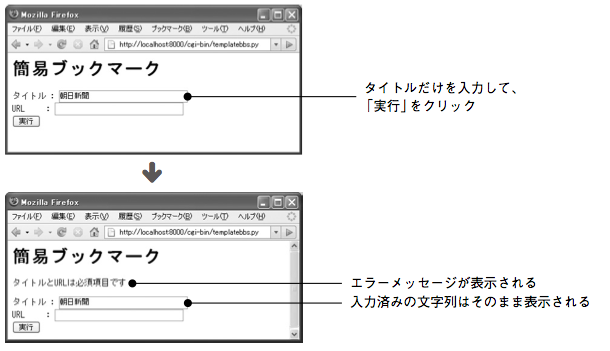 Mozilla Firefox
ファイル(F) 編集(E) 表示(V) 履歴(S) ブックマーク(B) ツール(T) ヘルプ(H)
http://localhost:8000/cgi-bin/templatebbs.py
簡易ブックマーク
タイトル : 朝日新聞
URL :
実行
タイトルだけを入力して、
「実行」をクリック
Mozilla Firefox
ファイル(F) 編集(E) 表示(V) 履歴(S) ブックマーク(B) ツール(T) ヘルプ(H)
http://localhost:8000/cgi-bin/templatebbs.py
簡易ブックマーク
タイトルとURLは必須項目です
エラーメッセージが表示される
タイトル : 朝日新聞
入力済みの文字列はそのまま表示される
URL :
実行